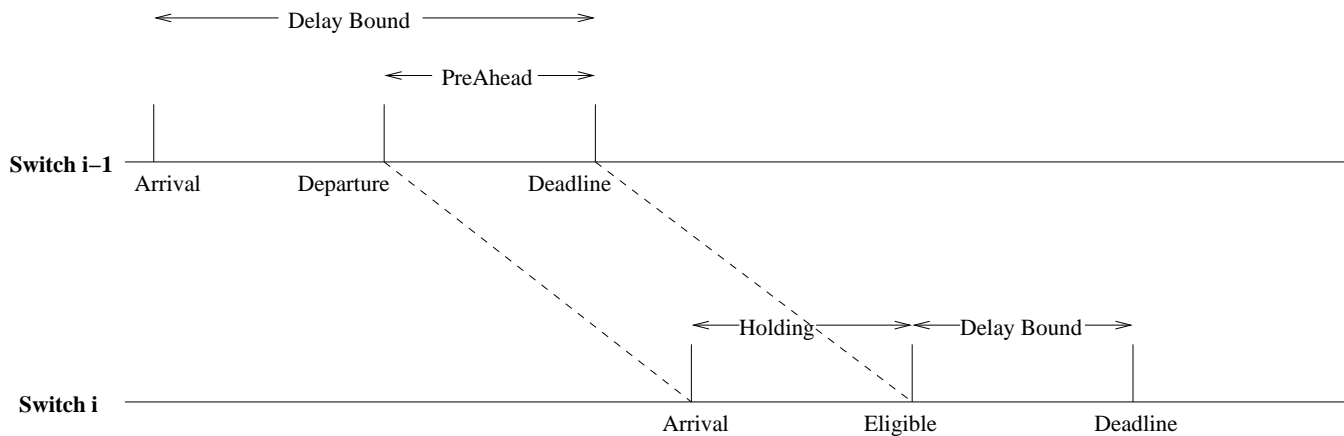 Delay Bound
PreAhead
Switch i−1
Arrival Departure Deadline
Holding Delay Bound
Switch i
Arrival Eligible Deadline